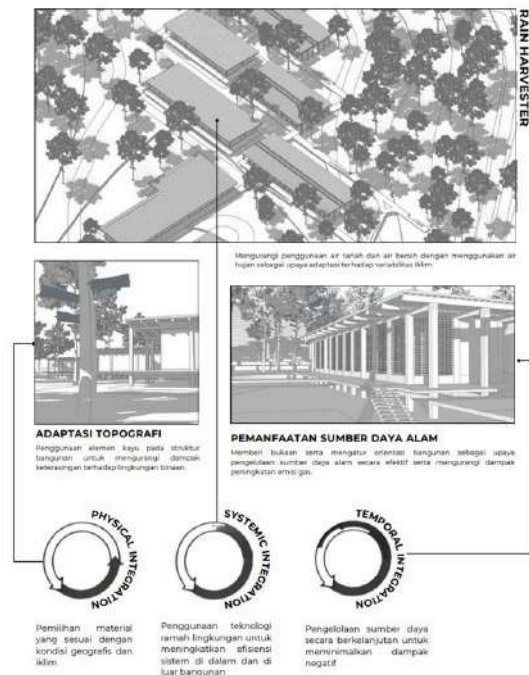 RAIN HARVESTER
Mengurangi penggunaan air tanah dan air bersih dengan menggunakan air
hujan sebagai upaya adaptasi terhadap variabilitas iklim
ADAPTASI TOPOGRAFI
Penggunaan elemen kayu pada struktur
bangunan untuk mengurangi dampak
keterasingan terhadap lingkungan binaan.
PEMANFAATAN SUMBER DAYA ALAM
Memberi bukaan serta mengatur orientasi bangunan sebagai upaya
pengelolaan sumber daya alam secara efektif serta mengurangi dampak
peningkatan emisi gas.
PHYSICAL INTEGRATION
SYSTEMIC INTEGRATION
TEMPORAL INTEGRATION
Pemilihan material
yang sesuai dengan
kondisi geografis dan
iklim
Penggunaan teknologi
ramah lingkungan untuk
meningkatkan efisiensi
sistem di dalam dan di
luar bangunan
Pengelolaan sumber daya
secara berkelanjutan untuk
meminimalkan dampak
negatif